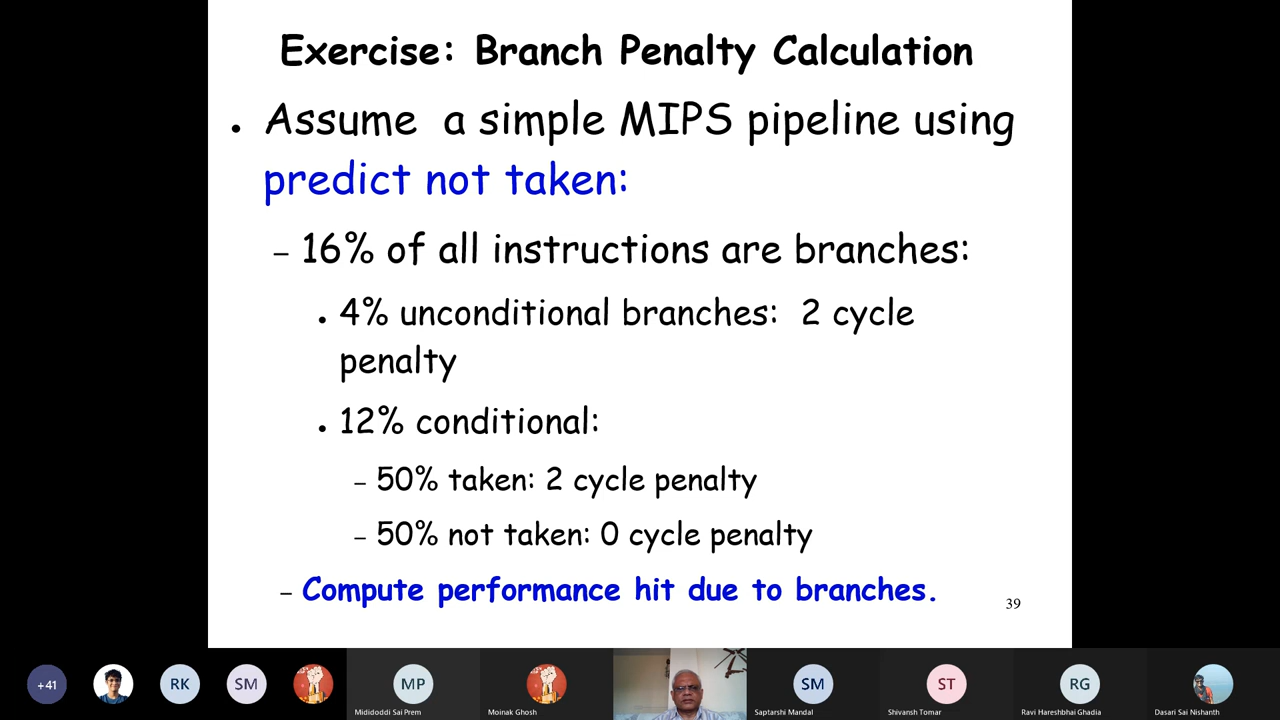 Exercise: Branch Penalty Calculation
• Assume a simple MIPS pipeline using
predict not taken:
– 16% of all instructions are branches:
• 4% unconditional branches: 2 cycle
penalty
• 12% conditional:
– 50% taken: 2 cycle penalty
– 50% not taken: 0 cycle penalty
– Compute performance hit due to branches.
39
+41
RK
SM
MP
SM
ST
RG
Mididoddi Sai Prem
Moinak Ghosh
Saptarshi Mandal
Shivansh Tomar
Ravi Hareshbhai Ghadia
Dasari Sai Nishanth